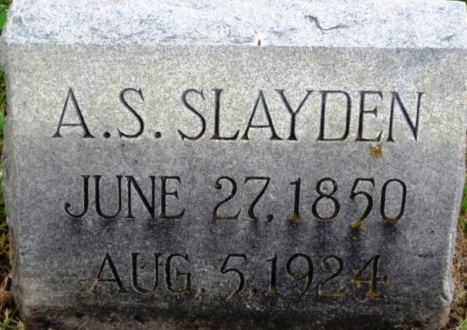 A.S. SLAYDEN
JUNE 27, 1850
AUG. 5, 1924